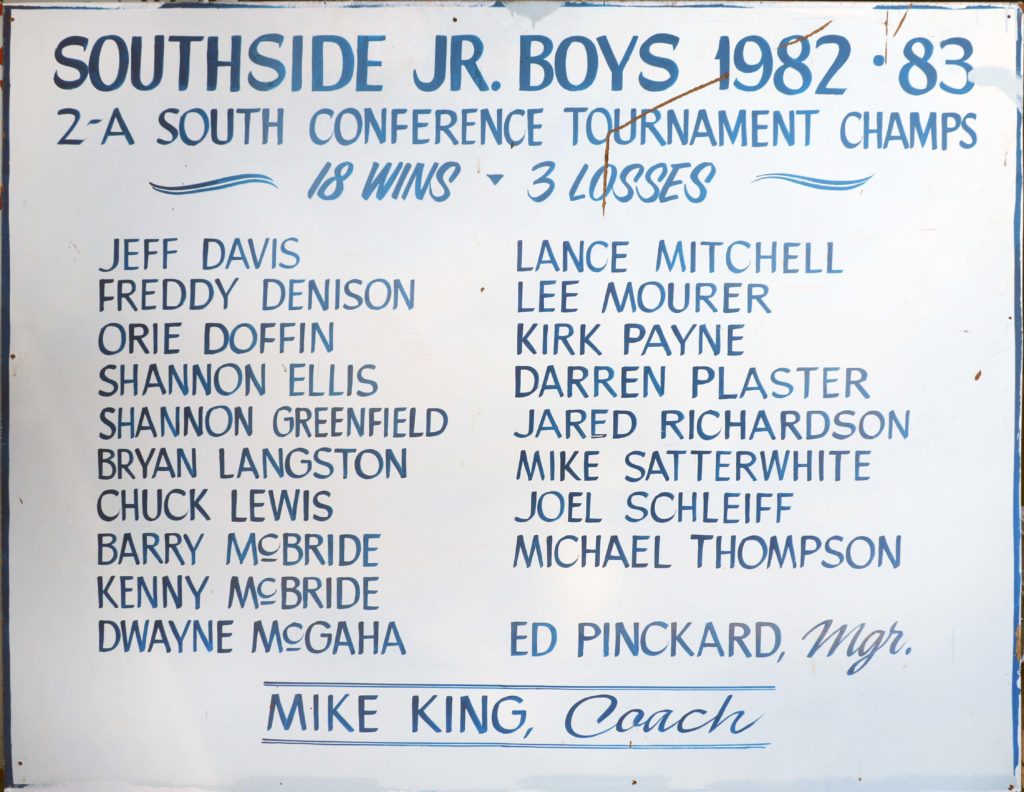 SOUTHSIDE JR. BOYS 1982 · 83
2-A SOUTH CONFERENCE TOURNAMENT CHAMPS
18 WINS - 3 LOSSES
JEFF DAVIS
FREDDY DENISON
ORIE DOFFIN
SHANNON ELLIS
SHANNON GREENFIELD
BRYAN LANGSTON
CHUCK LEWIS
BARRY McBRIDE
KENNY McBRIDE
DWAYNE McGAHA
LANCE MITCHELL
LEE MOURER
KIRK PAYNE
DARREN PLASTER
JARED RICHARDSON
MIKE SATTERWHITE
JOEL SCHLEIFF
MICHAEL THOMPSON
ED PINCKARD, Mgr.
MIKE KING, Coach